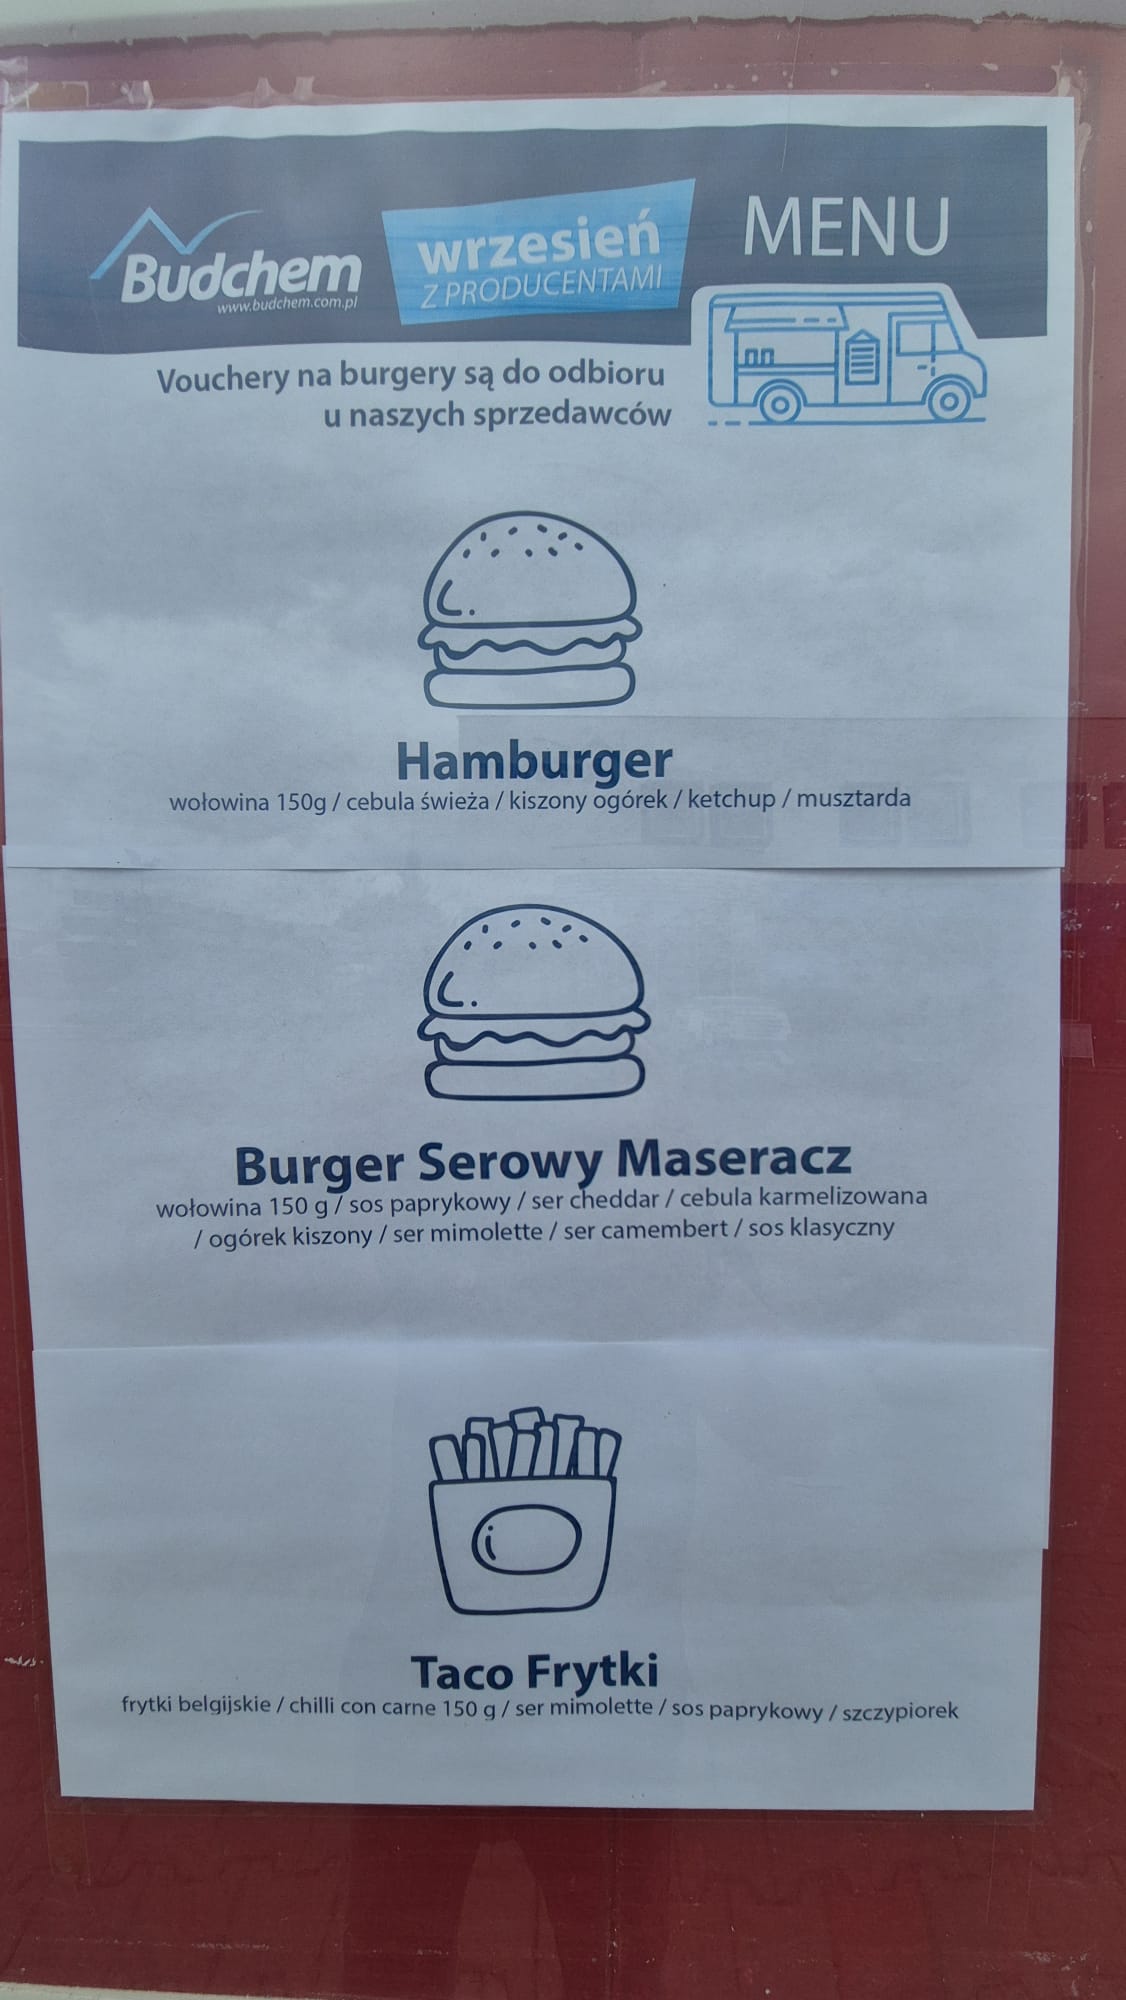 Budchem
www.budchem.com.pl
wrzesień
Z PRODUCENTAMI
MENU
Vouchery na burgery są do odbioru
u naszych sprzedawców
Hamburger
wołowina 150g / cebula świeża / kiszony ogórek / ketchup / musztarda
Burger Serowy Maseracz
wołowina 150 g / sos paprykowy / ser cheddar / cebula karmelizowana
/ ogórek kiszony / ser mimolette / ser camembert / sos klasyczny
Taco Frytki
frytki belgijskie / chilli con carne 150 g / ser mimolette / sos paprykowy / szczypiorek